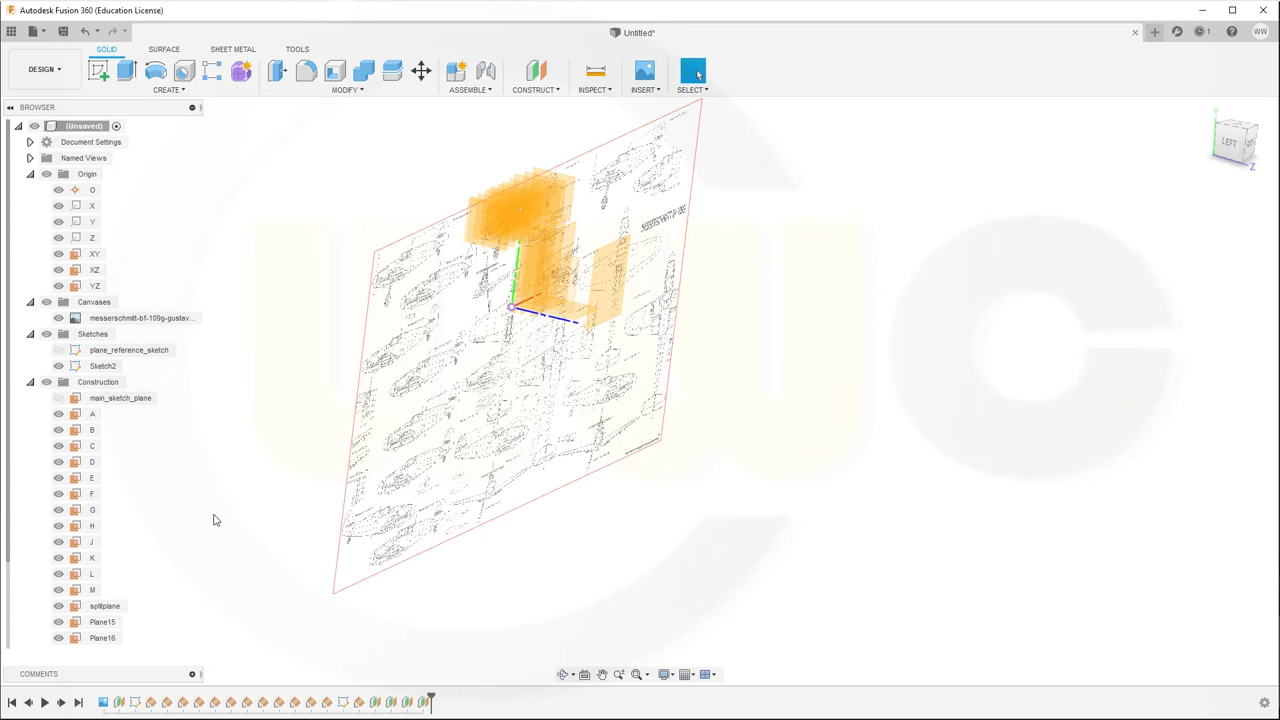 Autodesk Fusion 360 (Education License)
Untitled*
1
WW
SOLID
SURFACE
SHEET METAL
TOOLS
DESIGN
CREATE
MODIFY
ASSEMBLE
CONSTRUCT
INSPECT
INSERT
SELECT
BROWSER
(Unsaved)
Document Settings
Named Views
Origin
O
X
Y
Z
XY
XZ
YZ
Canvases
messerschmitt-bf-109g-gustav...
Sketches
plane_reference_sketch
Sketch2
Construction
main_sketch_plane
A
B
C
D
E
F
G
H
J
K
L
M
splitplane
Plane15
Plane16
COMMENTS
LEFT
Z